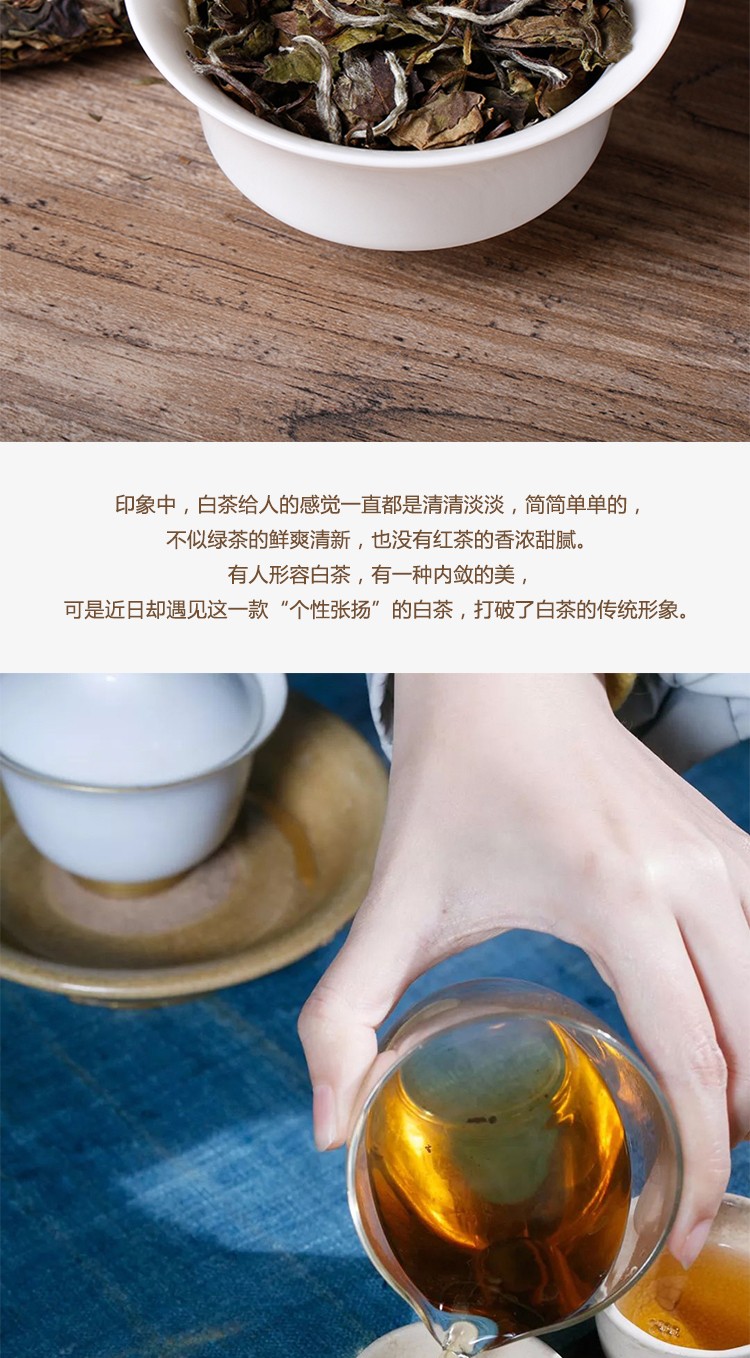 印象中，白茶给人的感觉一直都是清清淡淡，简简单单的，
不似绿茶的鲜爽清新，也没有红茶的香浓甜腻。
有人形容白茶，有一种内敛的美，
可是近日却遇见这一款“个性张扬”的白茶，打破了白茶的传统形象。